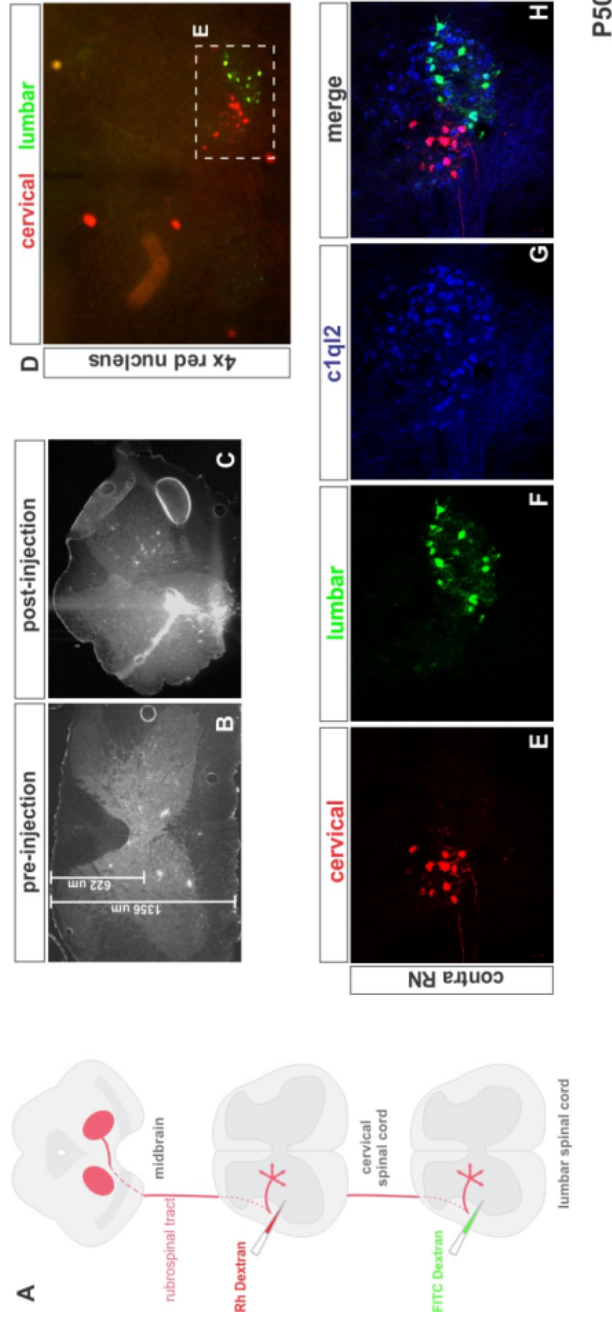 A
midbrain
rubrospinal tract
Rh Dextran
cervical
spinal cord
FITC Dextran
lumbar spinal cord
pre-injection
622 um
1356 um
B
post-injection
C
D
cervical lumbar
4x red nucleus
E
contra RN
cervical
E
lumbar
F
c1ql2
G
merge
H
P50